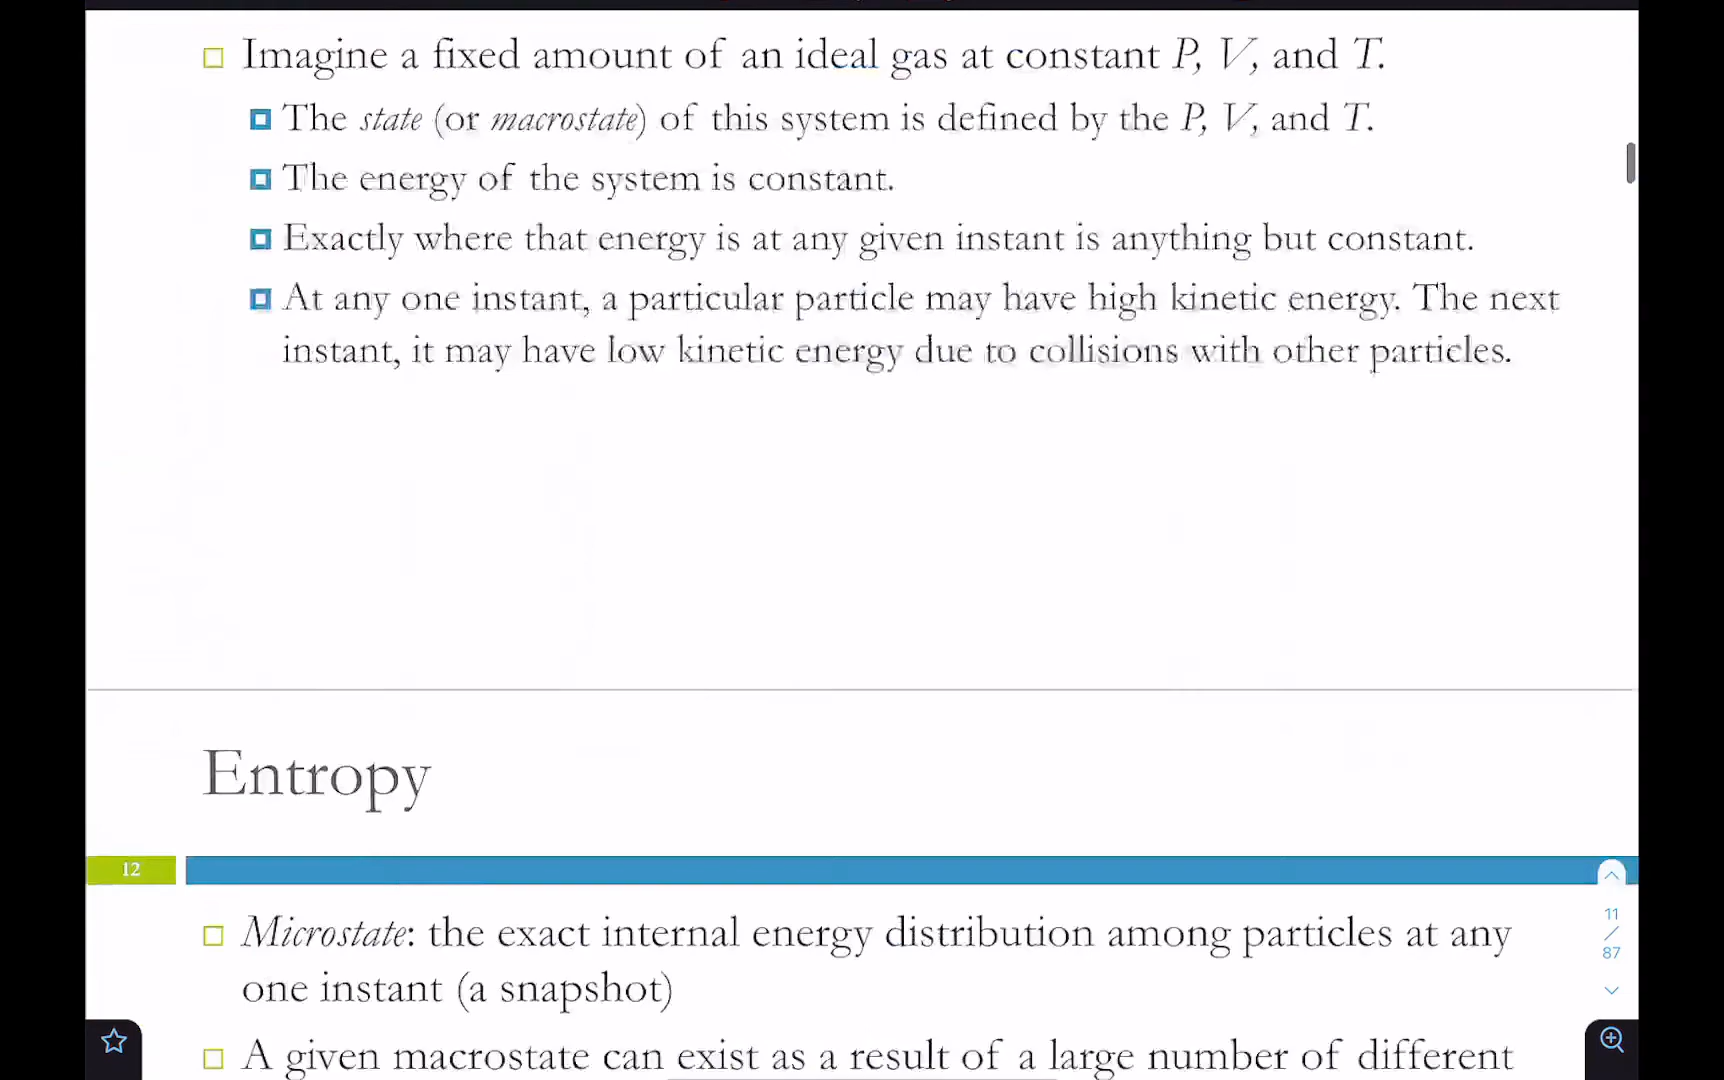 Imagine a fixed amount of an ideal gas at constant P, V, and T.
The state (or macrostate) of this system is defined by the P, V, and T.
The energy of the system is constant.
Exactly where that energy is at any given instant is anything but constant.
At any one instant, a particular particle may have high kinetic energy. The next
instant, it may have low kinetic energy due to collisions with other particles.
Entropy
12
Microstate: the exact internal energy distribution among particles at any
one instant (a snapshot)
A given macrostate can exist as a result of a large number of different
11
/
87